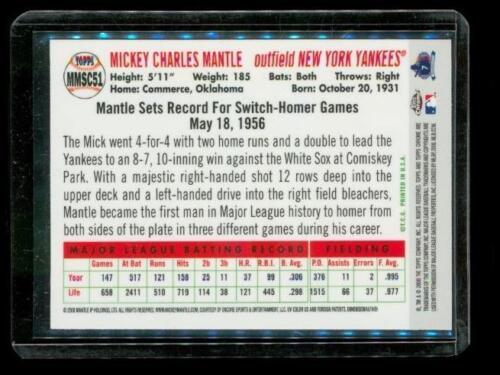 TOPPS
MMSC51
MICKEY CHARLES MANTLE outfield NEW YORK YANKEES®
Height: 5'11" Weight: 185 Bats: Both Throws: Right
Home: Commerce, Oklahoma Born: October 20, 1931
Mantle Sets Record For Switch-Homer Games
May 18, 1956
The Mick went 4-for-4 with two home runs and a double to lead the
Yankees to an 8-7, 10-inning win against the White Sox at Comiskey
Park. With a majestic right-handed shot 12 rows deep into the
upper deck and a left-handed drive into the right field bleachers,
Mantle became the first man in Major League history to homer from
both sides of the plate in three different games during his career.
MAJOR LEAGUE BATTING RECORD FIELDING
Games At Bat Runs Hits 2b 3b H.R. R.B.I. B. Avg. P.O. Assists Errors F. Avg.
Year 147 517 121 158 25 11 37 99 .306 376 11 2 .995
Life 658 2411 510 719 114 38 121 445 .298 1515 66 37 .977
©T.C.G. PRINTED IN U.S.A.